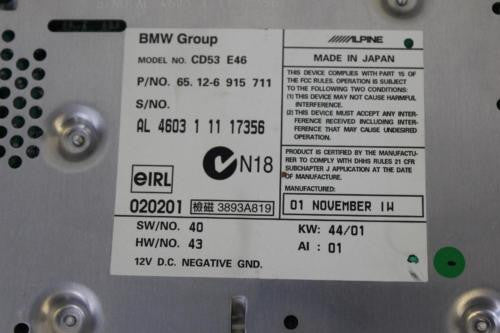 BMW Group
MODEL NO. CD53 E46
P/NO. 65. 12-6 915 711
S/NO.
AL 4603 1 11 17356
N18
eIRL
020201 檢磁 3893A819
SW/NO. 40
HW/NO. 43
12V D.C. NEGATIVE GND.
ALPINE
MADE IN JAPAN
THIS DEVICE COMPLIES WITH PART 15 OF
THE FCC RULES. OPERATION IS SUBJECT
TO THE FOLLOWING TWO CONDITIONS:
(1) THIS DEVICE MAY NOT CAUSE HARMFUL
INTERFERENCE.
(2) THIS DEVICE MUST ACCEPT ANY INTER-
FERENCE RECEIVED INCLUDING INTER-
FERENCE THAT MAY CAUSE UNDESIRED
OPERATION.
PRODUCT IS CERTIFIED BY THE MANUFACTU-
RER TO COMPLY WITH DHHS RULES 21 CFR
SUBCHAPTER J APPLICATION AT THE DATE
OF MANUFACTURE.
MANUFACTURED:
01 NOVEMBER 1W
KW: 44/01
AI : 01